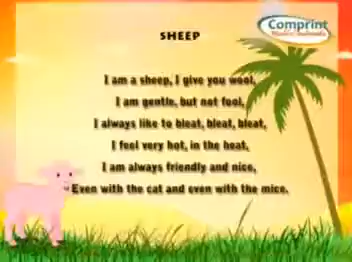 Comprint
SHEEP
I am a sheep, I give you wool,
I am gentle, but not fool,
I always like to bleat, bleat, bleat,
I feel very hot, in the heat,
I am always friendly and nice,
Even with the cat and even with the mice.